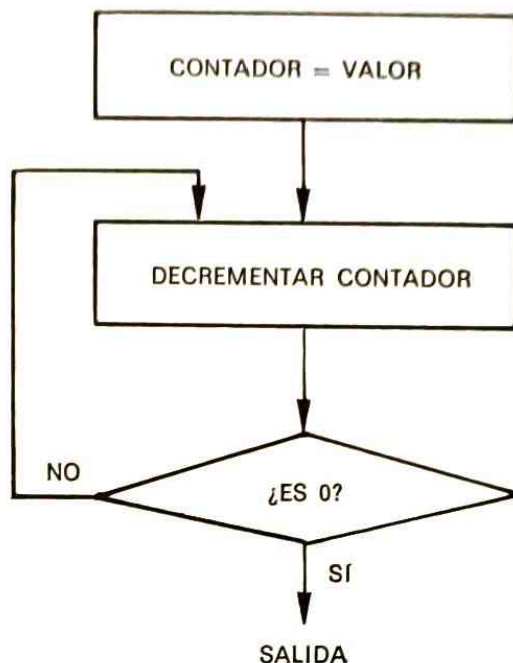 CONTADOR = VALOR
DECREMENTAR CONTADOR
¿ES 0?
NO
SÍ
SALIDA